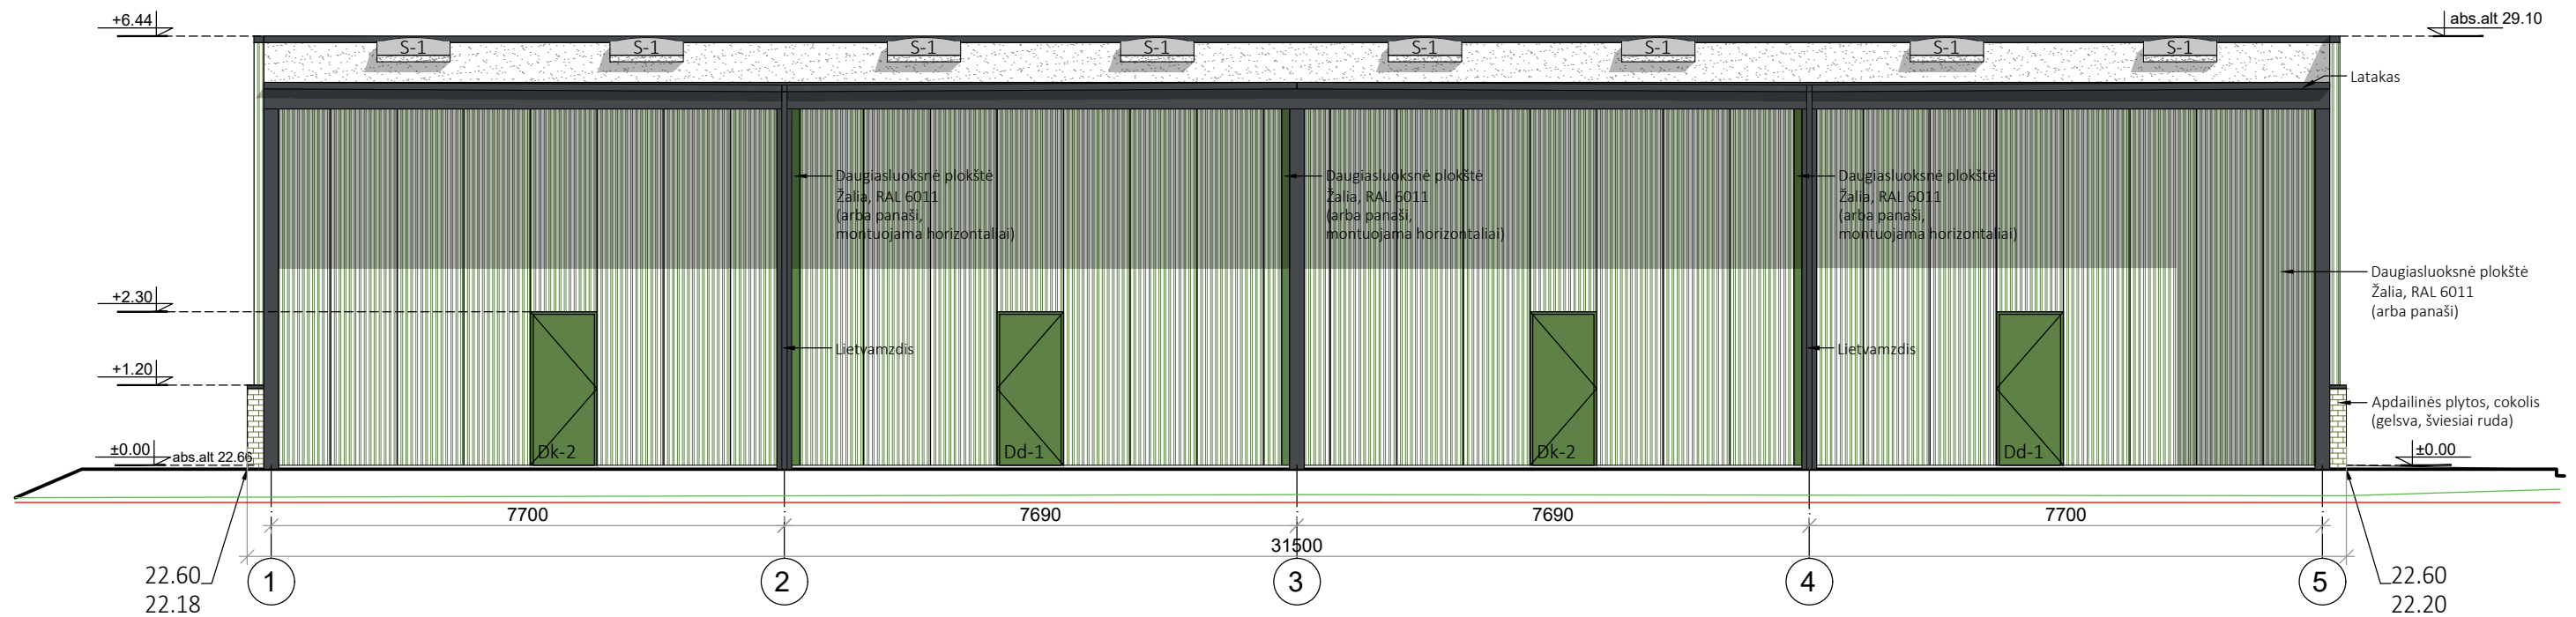 +6.44
abs.alt 29.10
S-1
S-1
S-1
S-1
S-1
S-1
S-1
S-1
Latakas
Daugiasluoksnė plokštė
Žalia, RAL 6011
(arba panaši,
montuojama horizontaliai)
Daugiasluoksnė plokštė
Žalia, RAL 6011
(arba panaši,
montuojama horizontaliai)
Daugiasluoksnė plokštė
Žalia, RAL 6011
(arba panaši,
montuojama horizontaliai)
Daugiasluoksnė plokštė
Žalia, RAL 6011
(arba panaši)
+2.30
Lietvamzdis
Lietvamzdis
+1.20
Apdailinės plytos, cokolis
(gelsva, šviesiai ruda)
±0.00
abs.alt 22.66
Dk-2
Dd-1
Dk-2
Dd-1
±0.00
7700
7690
7690
7700
31500
22.60
22.18
1
2
3
4
5
22.60
22.20